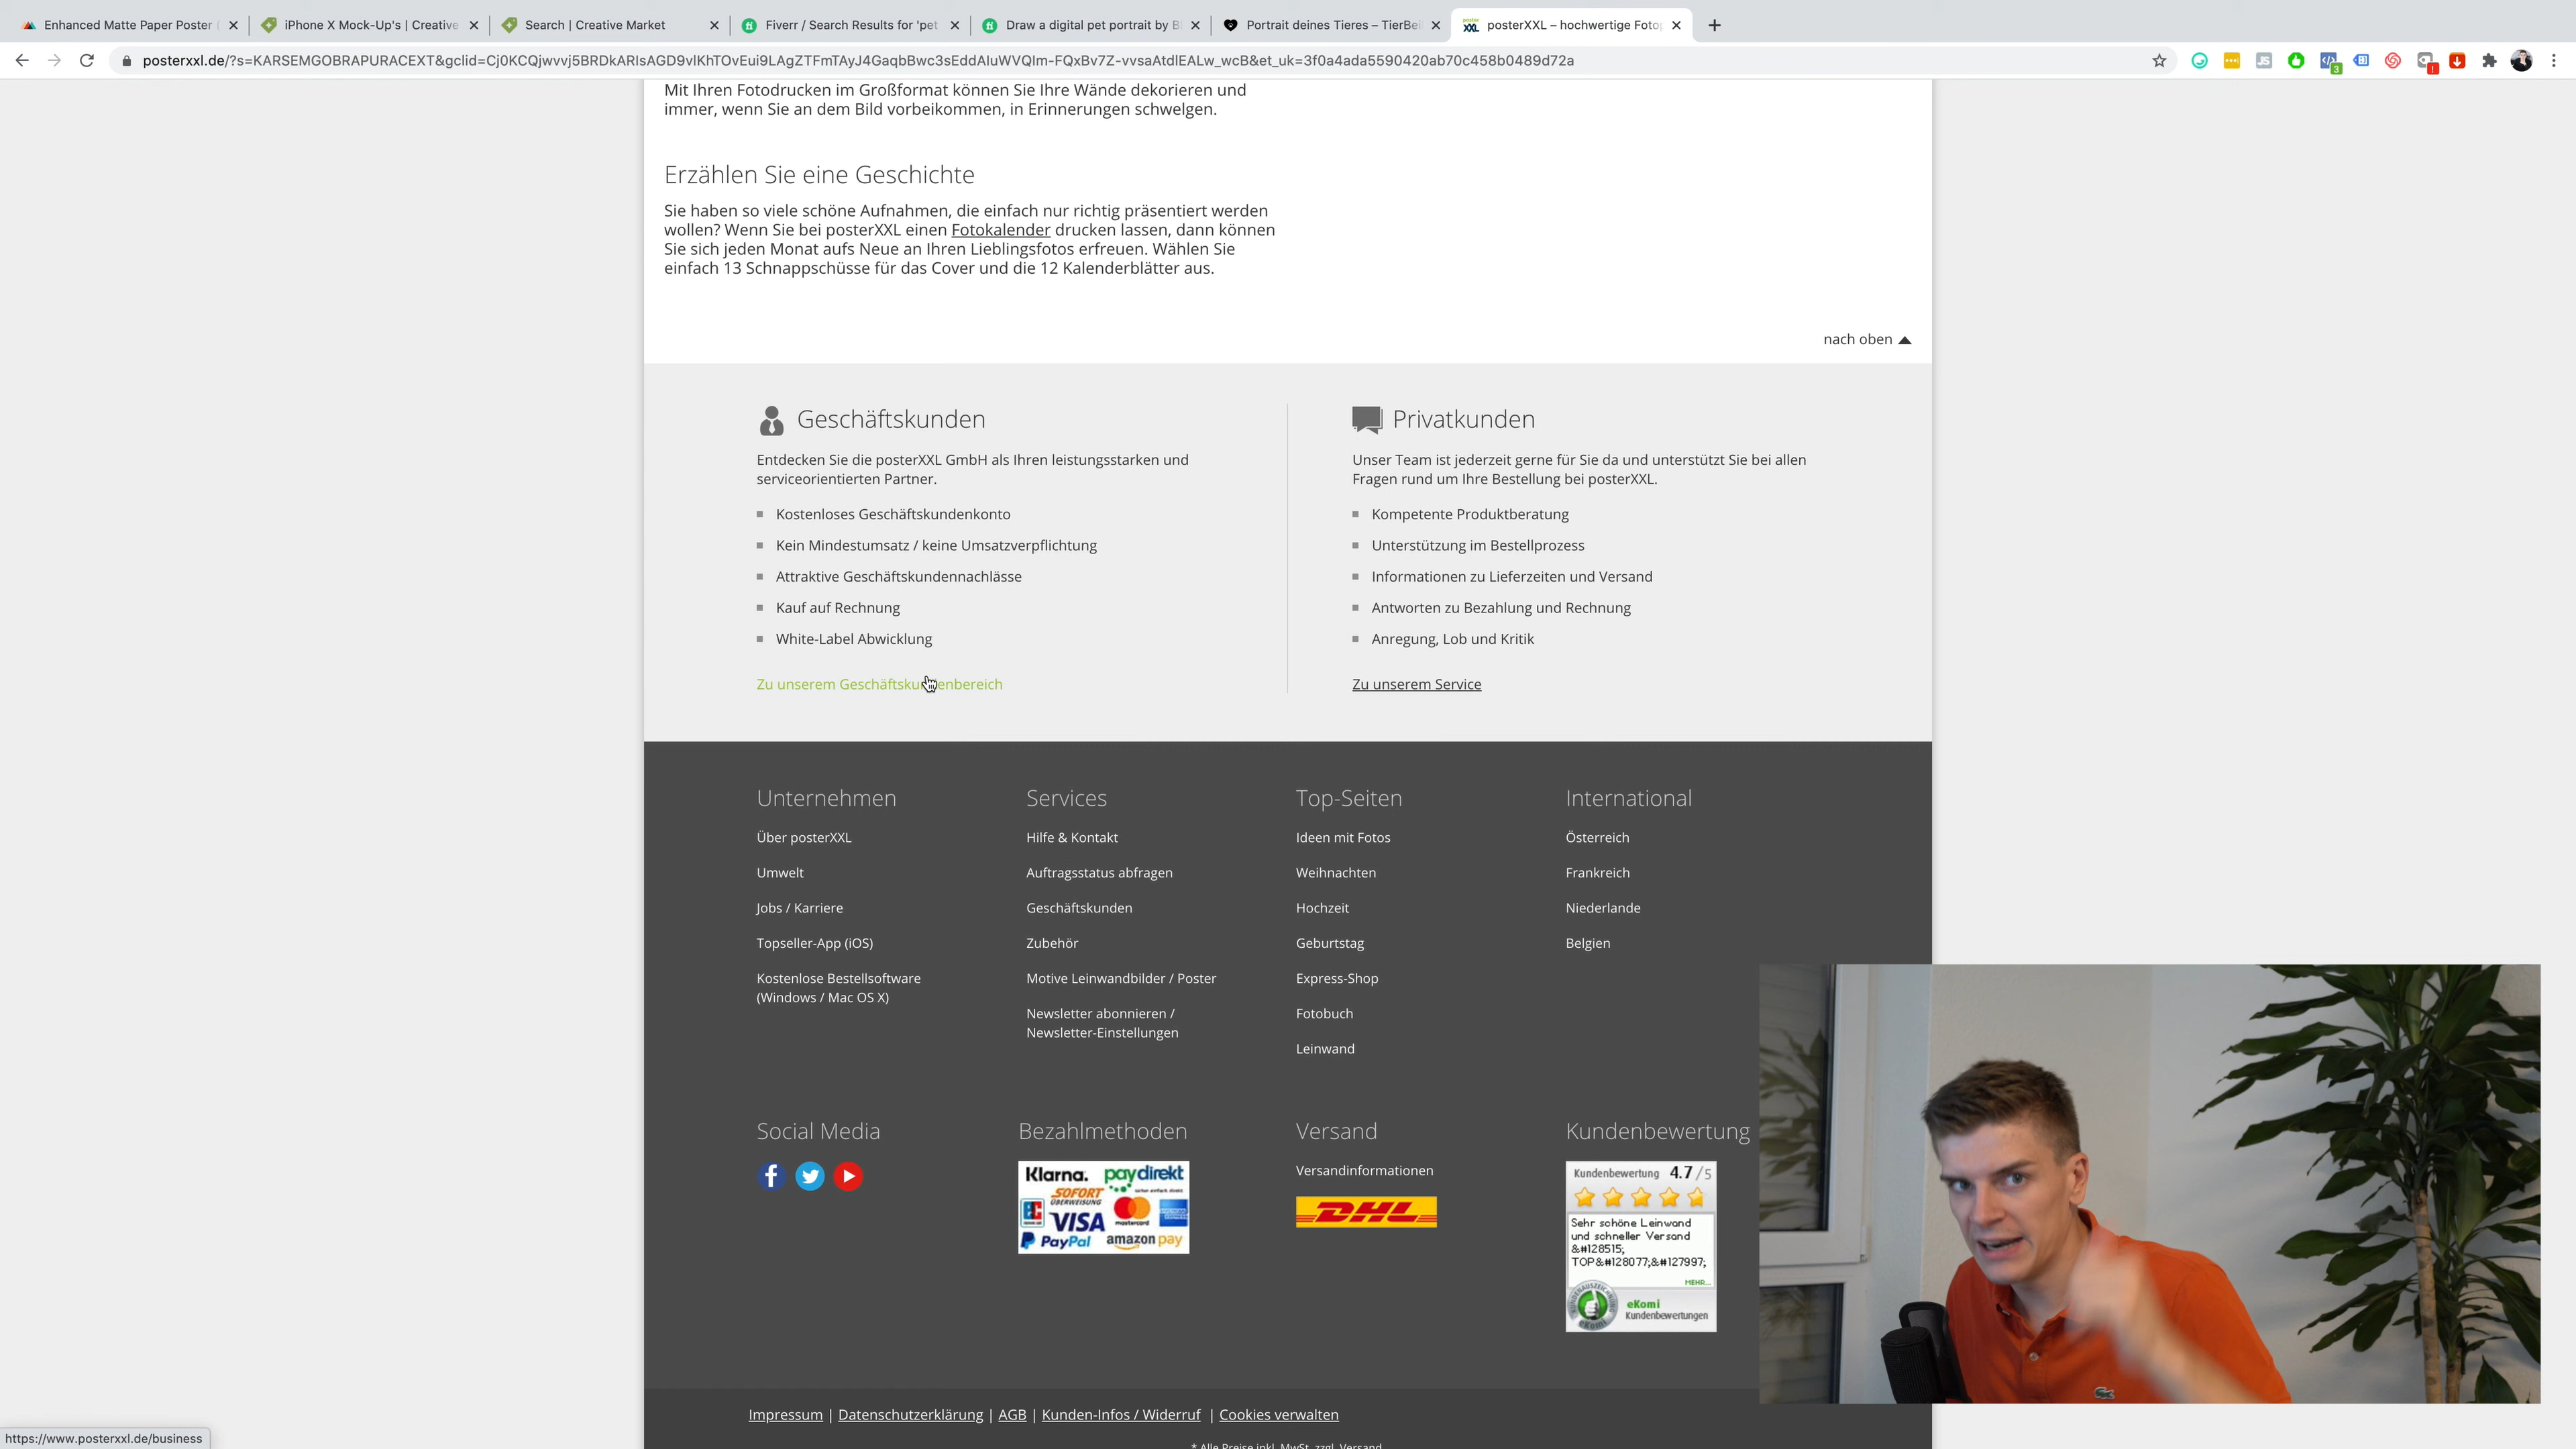 Enhanced Matte Paper Poster
iPhone X Mock-Up's | Creative
Search | Creative Market
Fiverr / Search Results for 'pet
Draw a digital pet portrait by B
Portrait deines Tieres – TierBei
posterXXL – hochwertige Fotop
posterxxl.de/?s=KARSEMGOBRAPURACEXT&gclid=Cj0KCQjwvvj5BRDkARIsAGD9vlKhTOvEui9LAgZTFmTAyJ4GaqbBwc3sEddAluWVQIm-FQxBv7Z-vvsaAtdlEALw_wcB&et_uk=3f0a4ada5590420ab70c458b0489d72a
Mit Ihren Fotodrucken im Großformat können Sie Ihre Wände dekorieren und
immer, wenn Sie an dem Bild vorbeikommen, in Erinnerungen schwelgen.
Erzählen Sie eine Geschichte
Sie haben so viele schöne Aufnahmen, die einfach nur richtig präsentiert werden
wollen? Wenn Sie bei posterXXL einen Fotokalender drucken lassen, dann können
Sie sich jeden Monat aufs Neue an Ihren Lieblingsfotos erfreuen. Wählen Sie
einfach 13 Schnappschüsse für das Cover und die 12 Kalenderblätter aus.
nach oben
Geschäftskunden
Entdecken Sie die posterXXL GmbH als Ihren leistungsstarken und
serviceorientierten Partner.
Kostenloses Geschäftskundenkonto
Kein Mindestumsatz / keine Umsatzverpflichtung
Attraktive Geschäftskundennachlässe
Kauf auf Rechnung
White-Label Abwicklung
Zu unserem Geschäftskundenbereich
Privatkunden
Unser Team ist jederzeit gerne für Sie da und unterstützt Sie bei allen
Fragen rund um Ihre Bestellung bei posterXXL.
Kompetente Produktberatung
Unterstützung im Bestellprozess
Informationen zu Lieferzeiten und Versand
Antworten zu Bezahlung und Rechnung
Anregung, Lob und Kritik
Zu unserem Service
Unternehmen
Über posterXXL
Umwelt
Jobs / Karriere
Topseller-App (iOS)
Kostenlose Bestellsoftware
(Windows / Mac OS X)
Services
Hilfe & Kontakt
Auftragsstatus abfragen
Geschäftskunden
Zubehör
Motive Leinwandbilder / Poster
Newsletter abonnieren /
Newsletter-Einstellungen
Top-Seiten
Ideen mit Fotos
Weihnachten
Hochzeit
Geburtstag
Express-Shop
Fotobuch
Leinwand
International
Österreich
Frankreich
Niederlande
Belgien
Social Media
Bezahlmethoden
Klarna. paydirekt
SOFORT
ÜBERWEISUNG
VISA mastercard
PayPal amazon pay
Versand
Versandinformationen
DHL
Kundenbewertung
Kundenbewertung 4.7 / 5
Sehr schöne Leinwand
und schneller Versand
&#128515;
TOP&#128077;&#127997;
MEHR...
eKomi
Kundenbewertungen
Impressum | Datenschutzerklärung | AGB | Kunden-Infos / Widerruf | Cookies verwalten
* Alle Preise inkl. MwSt. zzgl. Versand
https://www.posterxxl.de/business